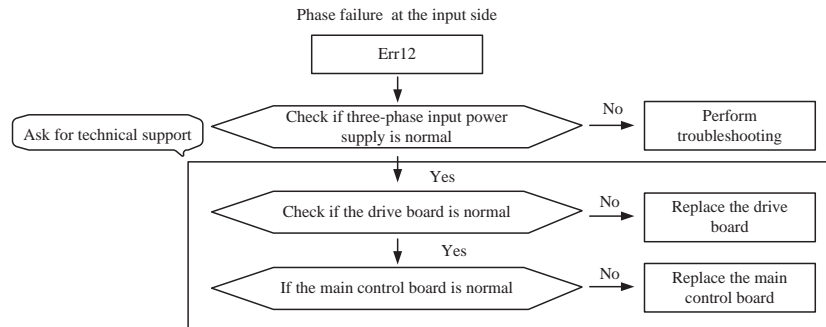 Phase failure at the input side
Err12
Ask for technical support
Check if three-phase input power
supply is normal
No
Perform
troubleshooting
Yes
Check if the drive board is normal
No
Replace the drive
board
Yes
If the main control board is normal
No
Replace the main
control board